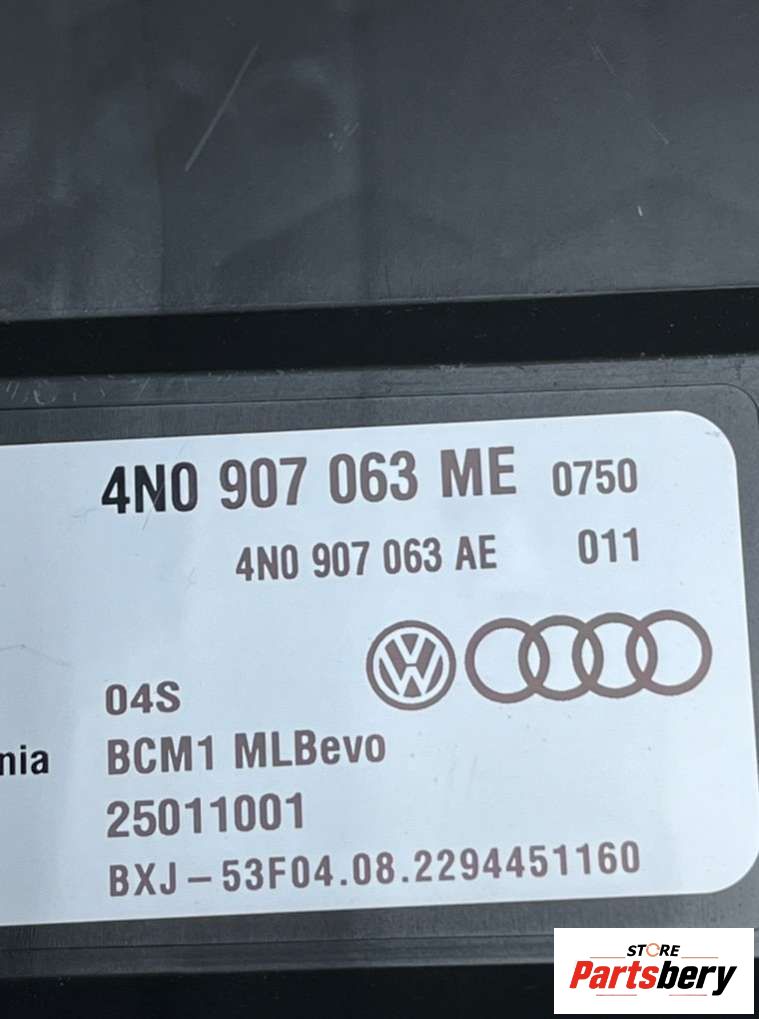 4N0 907 063 ME 0750
4N0 907 063 AE 011
04S
nia BCM1 MLBevo
25011001
BXJ-53F04.08.2294451160
STORE
Partsbery